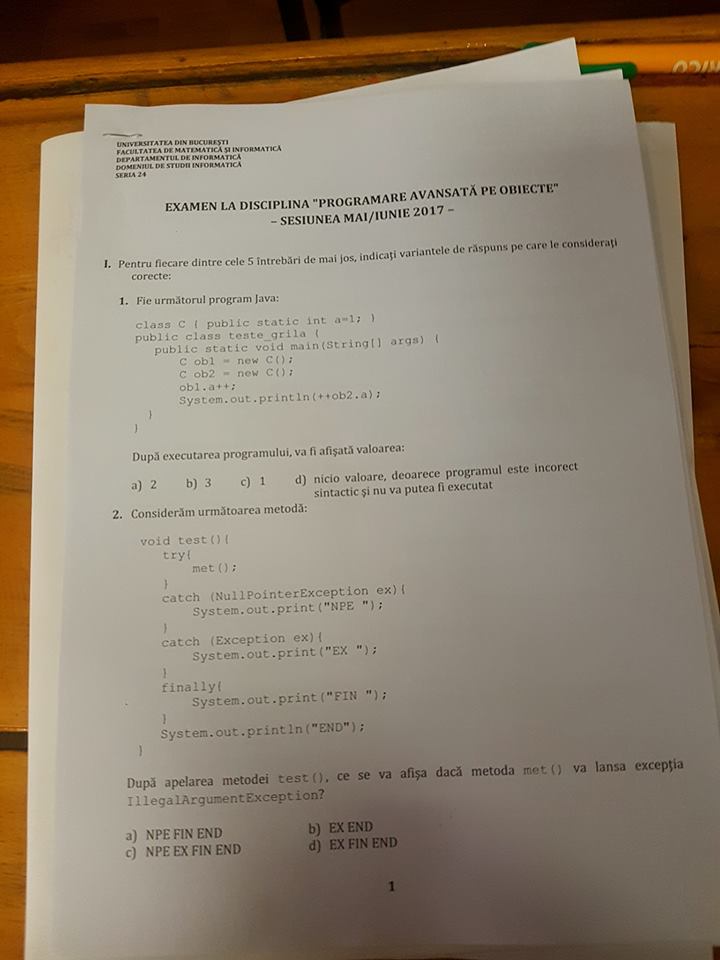 UNIVERSITATEA DIN BUCUREȘTI
FACULTATEA DE MATEMATICĂ ȘI INFORMATICĂ
DEPARTAMENTUL DE INFORMATICĂ
DOMENIUL DE STUDII INFORMATICĂ
SERIA 24
EXAMEN LA DISCIPLINA "PROGRAMARE AVANSATĂ PE OBIECTE"
– SESIUNEA MAI/IUNIE 2017 –
I. Pentru fiecare dintre cele 5 întrebări de mai jos, indicați variantele de răspuns pe care le considerați
corecte:
1. Fie următorul program Java:
class C { public static int a=1; }
public class teste_grila {
public static void main(String[] args) {
C ob1 = new C();
C ob2 = new C();
ob1.a++;
System.out.println(++ob2.a);
}
}
După executarea programului, va fi afișată valoarea:
a) 2 b) 3 c) 1 d) nicio valoare, deoarece programul este incorect
sintactic și nu va putea fi executat
2. Considerăm următoarea metodă:
void test(){
try{
met();
}
catch (NullPointerException ex){
System.out.print("NPE ");
}
catch (Exception ex){
System.out.print("EX ");
}
finally{
System.out.print("FIN ");
}
System.out.println("END");
}
După apelarea metodei test(), ce se va afișa dacă metoda met() va lansa excepția
IllegalArgumentException?
a) NPE FIN END b) EX END
c) NPE EX FIN END d) EX FIN END
1